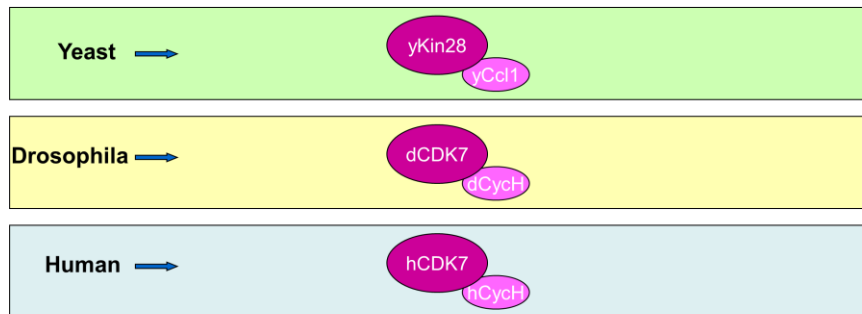 Yeast
yKin28
yCcl1
Drosophila
dCDK7
dCycH
Human
hCDK7
hCycH